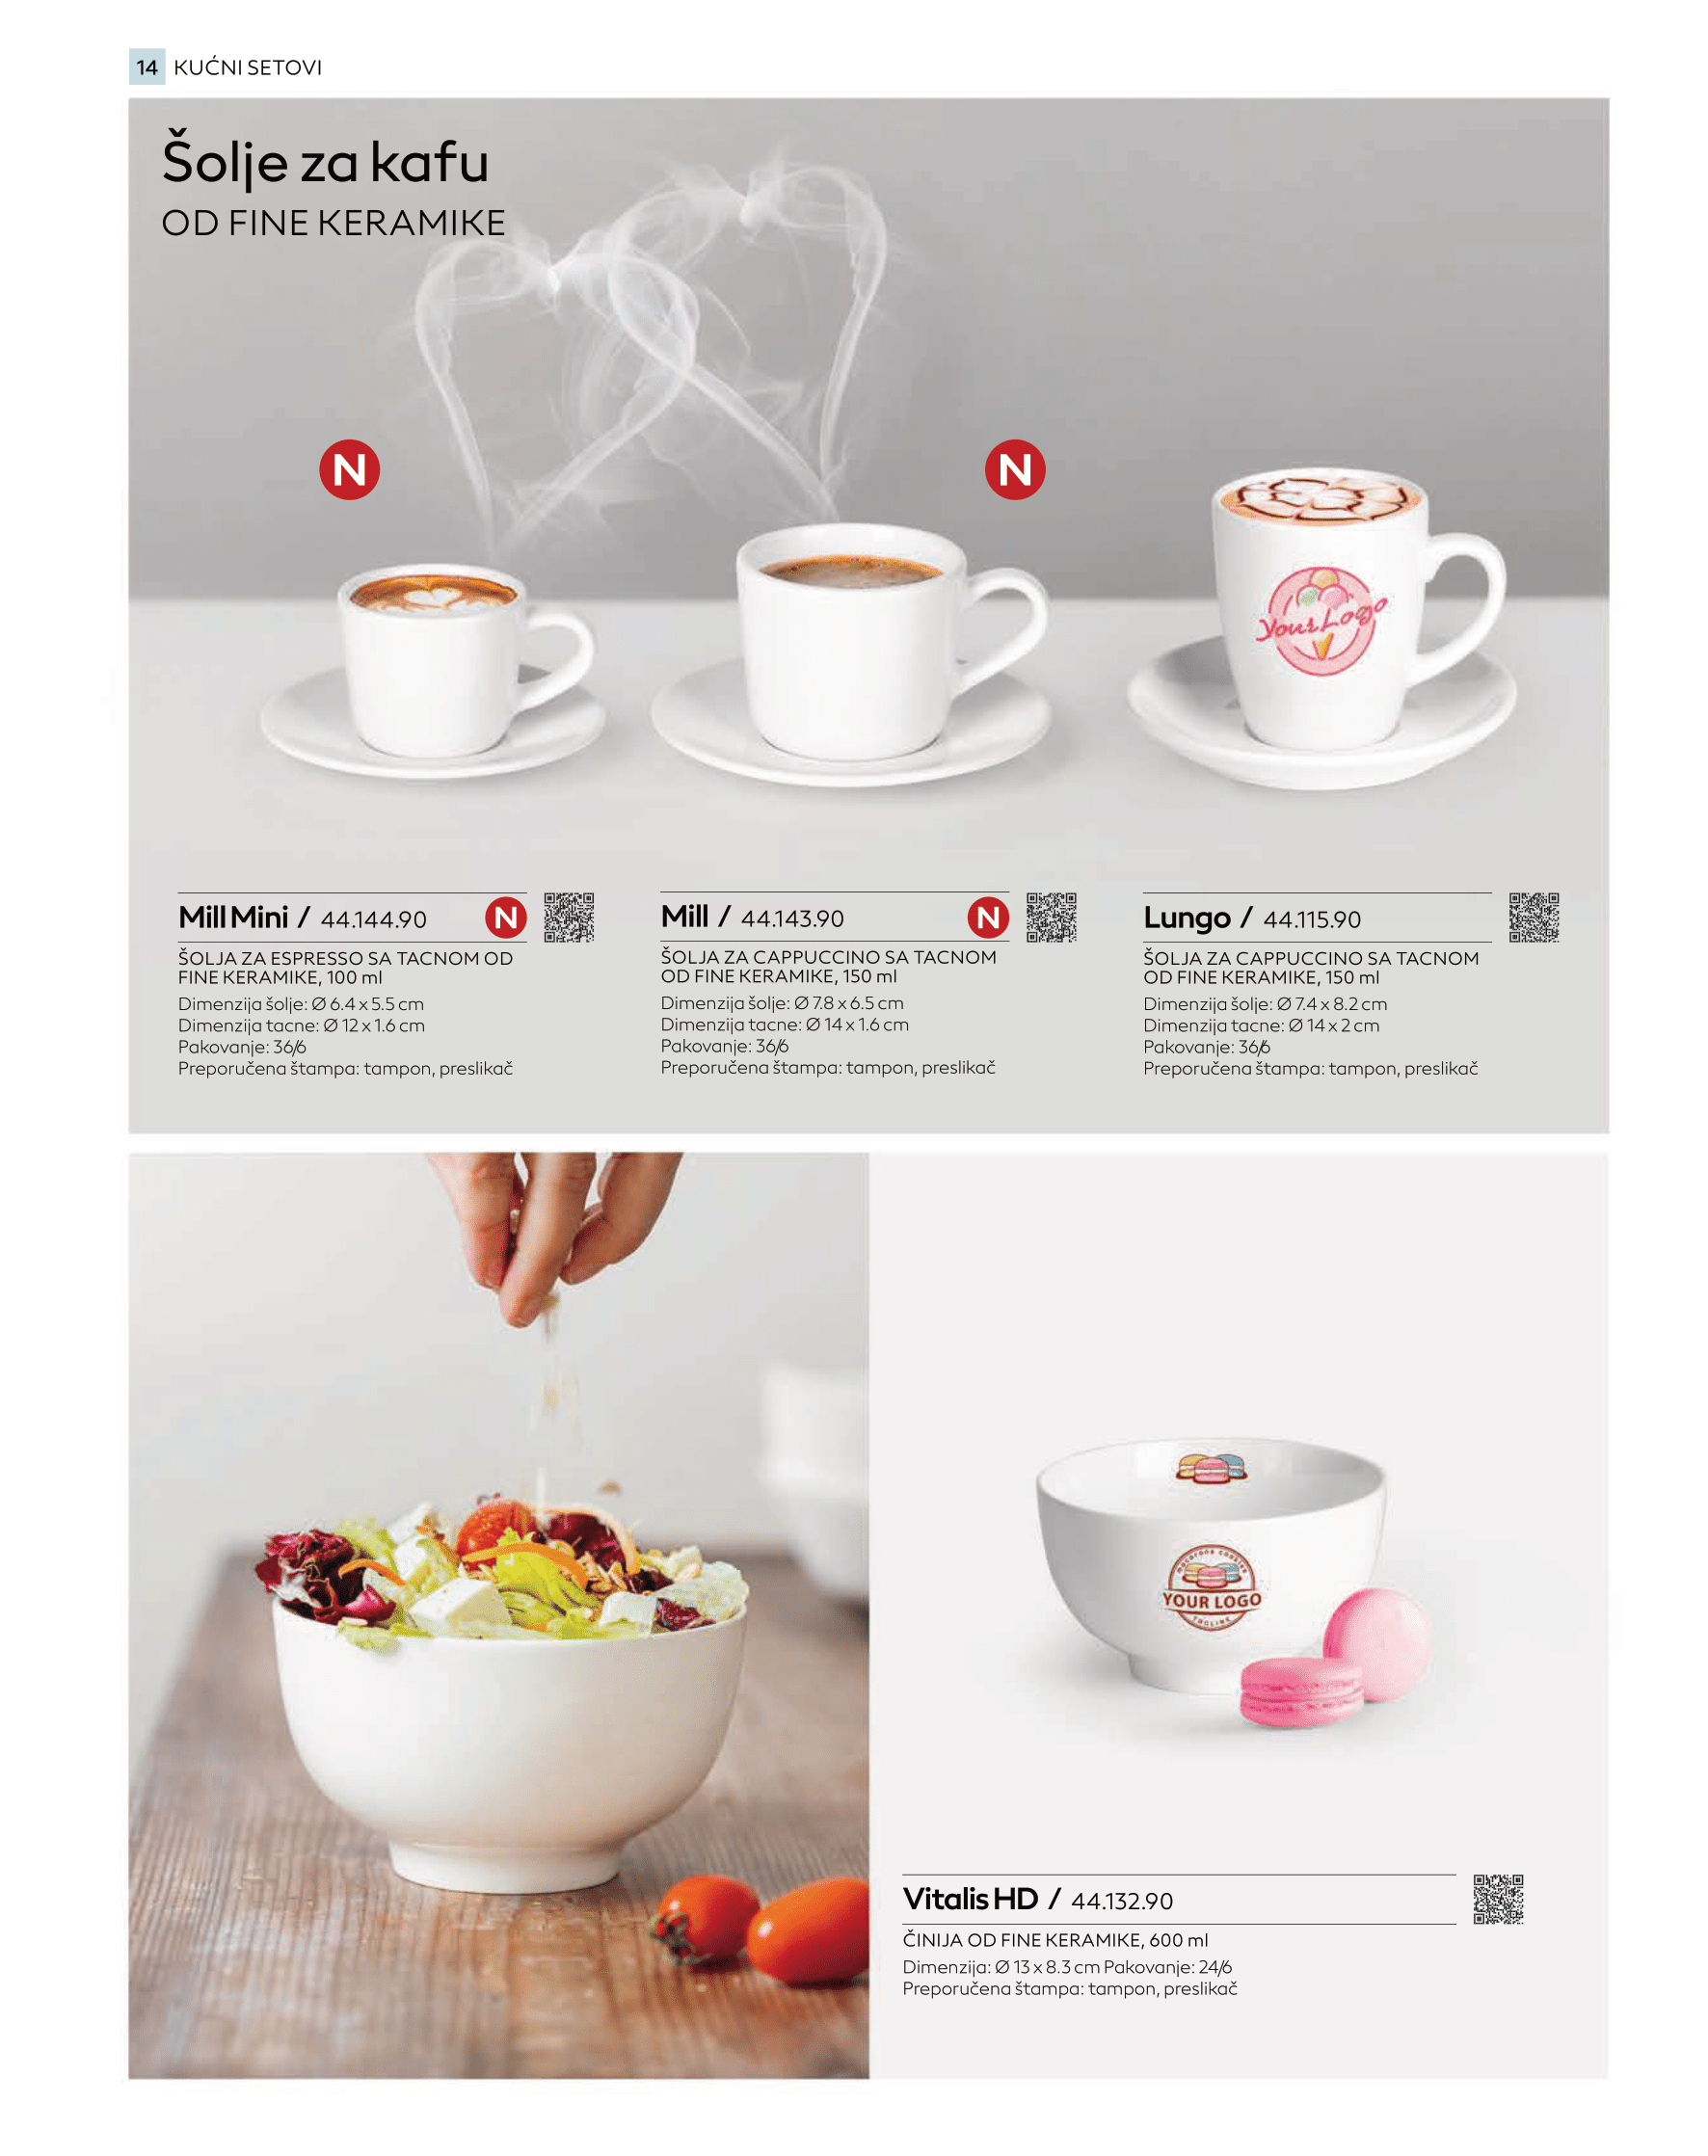 14 KUĆNI SETOVI
Šolje za kafu
OD FINE KERAMIKE
N
N
Your Logo
Mill Mini / 44.144.90 N
ŠOLJA ZA ESPRESSO SA TACNOM OD
FINE KERAMIKE, 100 ml
Dimenzija šolje: Ø 6.4 x 5.5 cm
Dimenzija tacne: Ø 12 x 1.6 cm
Pakovanje: 36/6
Preporučena štampa: tampon, preslikač
Mill / 44.143.90 N
ŠOLJA ZA CAPPUCCINO SA TACNOM
OD FINE KERAMIKE, 150 ml
Dimenzija šolje: Ø 7.8 x 6.5 cm
Dimenzija tacne: Ø 14 x 1.6 cm
Pakovanje: 36/6
Preporučena štampa: tampon, preslikač
Lungo / 44.115.90
ŠOLJA ZA CAPPUCCINO SA TACNOM
OD FINE KERAMIKE, 150 ml
Dimenzija šolje: Ø 7.4 x 8.2 cm
Dimenzija tacne: Ø 14 x 2 cm
Pakovanje: 36/6
Preporučena štampa: tampon, preslikač
macarons cookies
YOUR LOGO
TAGLINE
Vitalis HD / 44.132.90
ČINIJA OD FINE KERAMIKE, 600 ml
Dimenzija: Ø 13 x 8.3 cm Pakovanje: 24/6
Preporučena štampa: tampon, preslikač